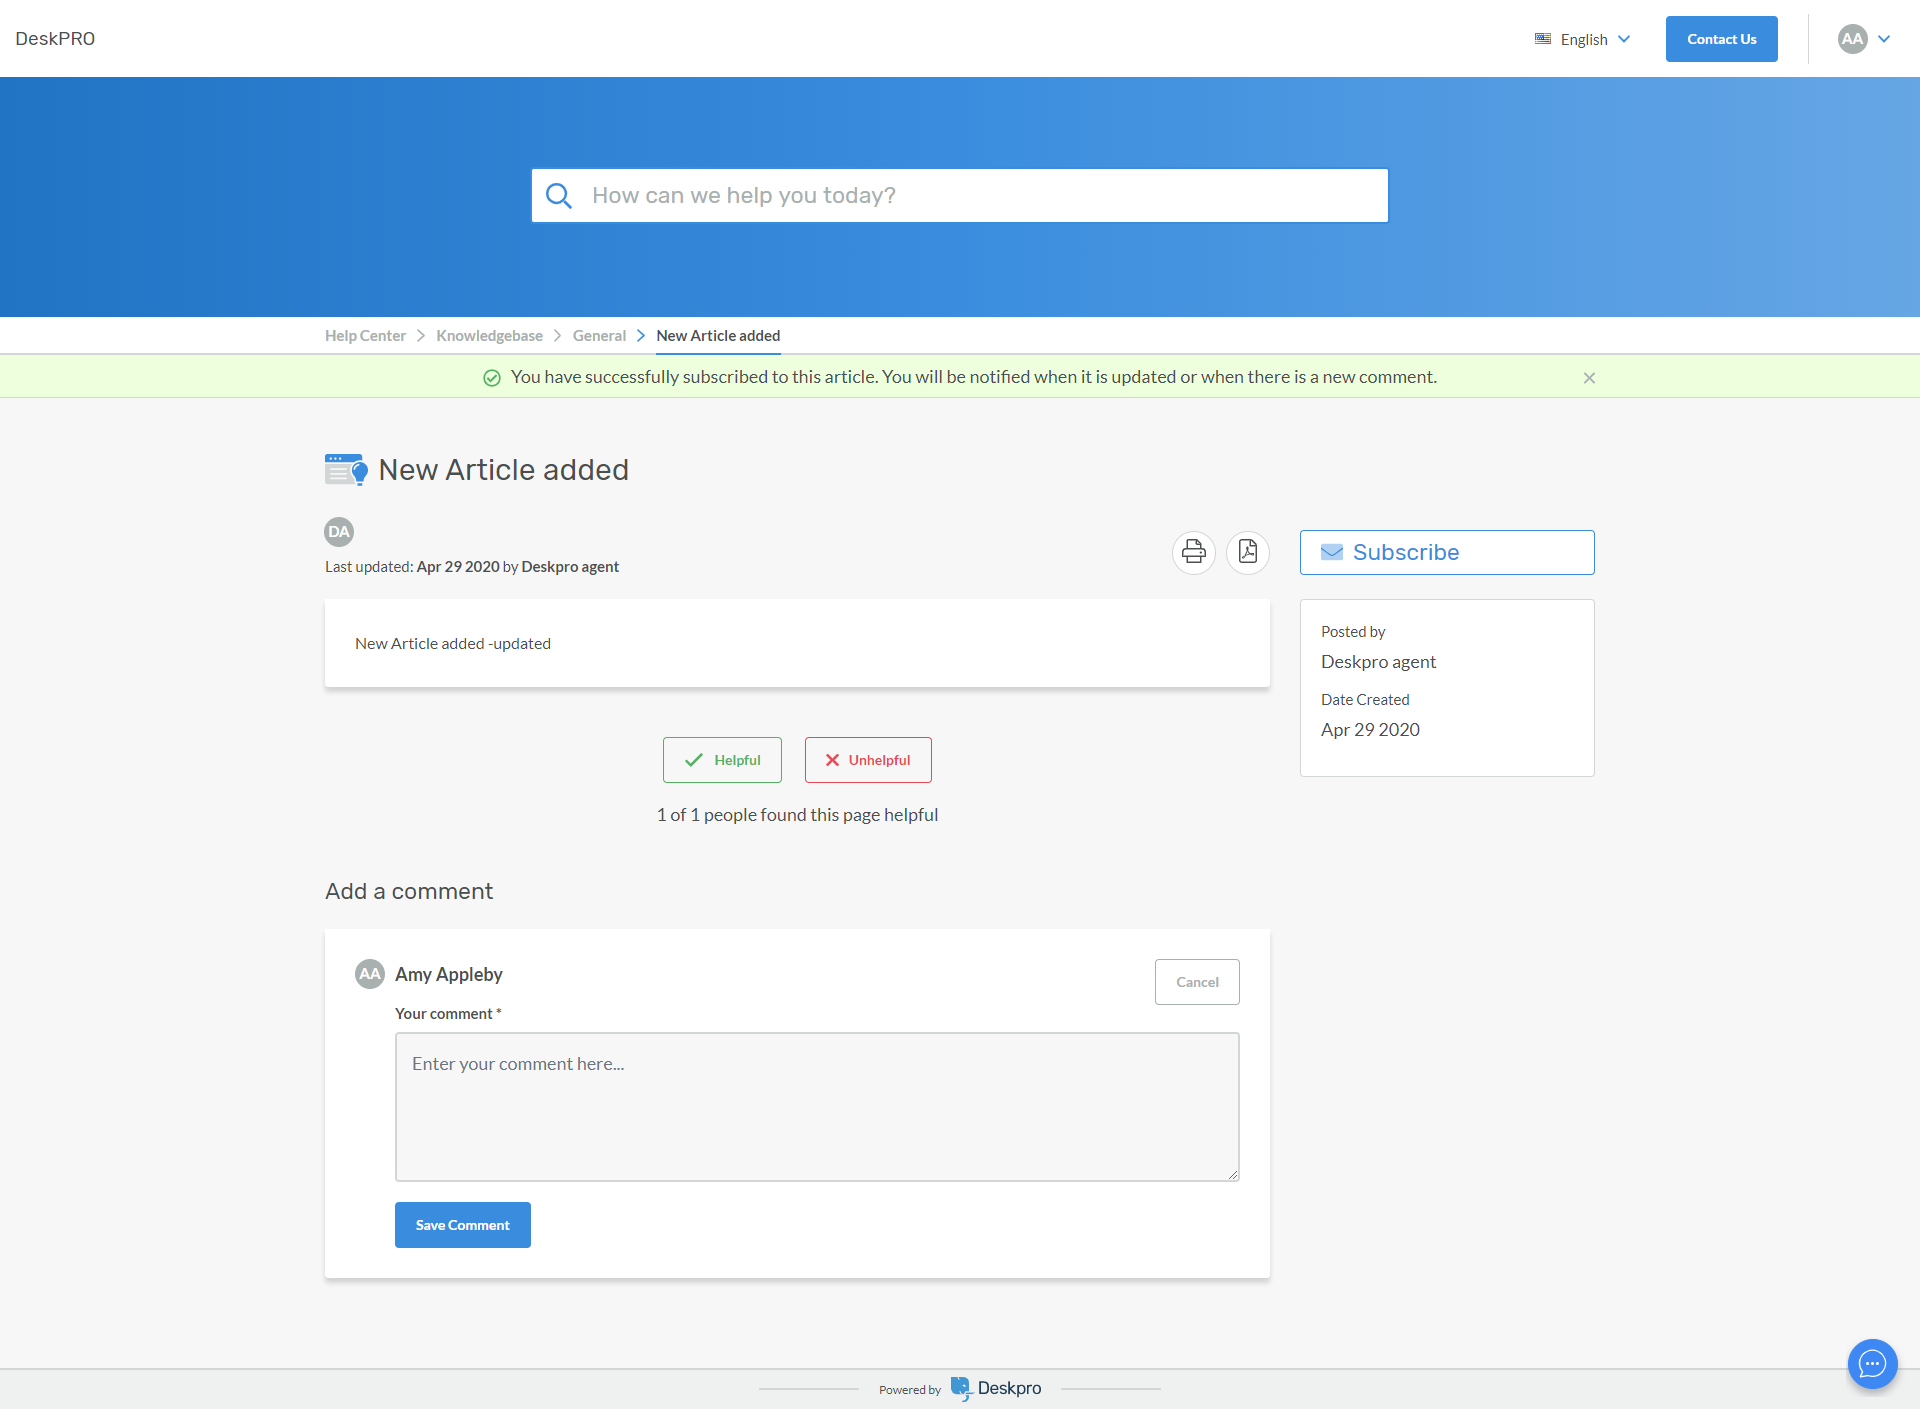 DeskPRO
English
Contact Us
AA
How can we help you today?
Help Center > Knowledgebase > General > New Article added
You have successfully subscribed to this article. You will be notified when it is updated or when there is a new comment.
New Article added
DA
Last updated: Apr 29 2020 by Deskpro agent
Subscribe
New Article added -updated
Posted by
Deskpro agent
Date Created
Apr 29 2020
Helpful
Unhelpful
1 of 1 people found this page helpful
Add a comment
AA
Amy Appleby
Cancel
Your comment *
Enter your comment here...
Save Comment
Powered by Deskpro